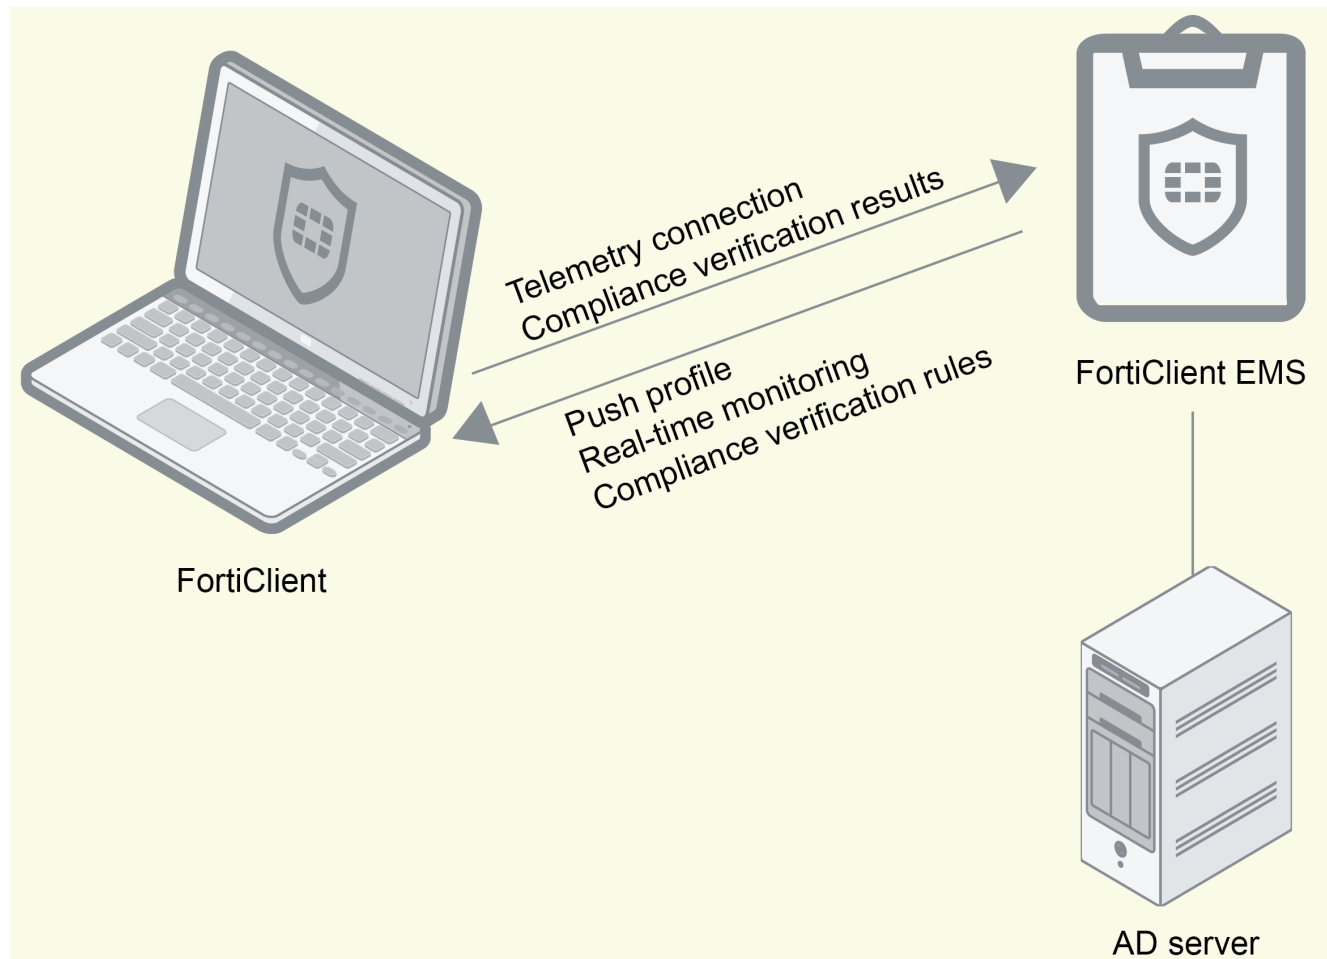 Telemetry connection
Compliance verification results
Push profile
Real-time monitoring
Compliance verification rules
FortiClient EMS
FortiClient
AD server